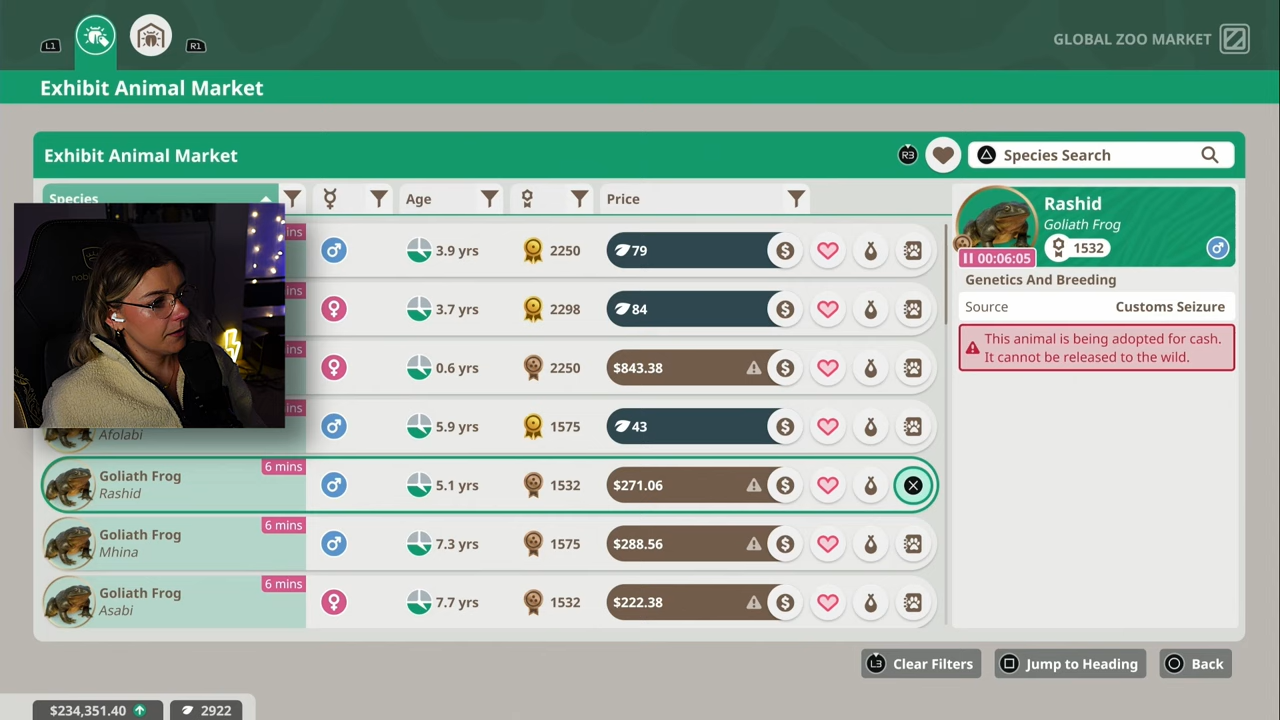 L1
R1
GLOBAL ZOO MARKET
Exhibit Animal Market
Exhibit Animal Market
R3
Species Search
Species
Age
Price
ins
3.9 yrs
2250
79
ins
3.7 yrs
2298
84
ins
0.6 yrs
2250
$843.38
ins
Afolabi
5.9 yrs
1575
43
Goliath Frog
Rashid
6 mins
5.1 yrs
1532
$271.06
Goliath Frog
Mhina
6 mins
7.3 yrs
1575
$288.56
Goliath Frog
Asabi
6 mins
7.7 yrs
1532
$222.38
Rashid
Goliath Frog
1532
00:06:05
Genetics And Breeding
Source
Customs Seizure
This animal is being adopted for cash.
It cannot be released to the wild.
L3
Clear Filters
Jump to Heading
Back
$234,351.40
2922